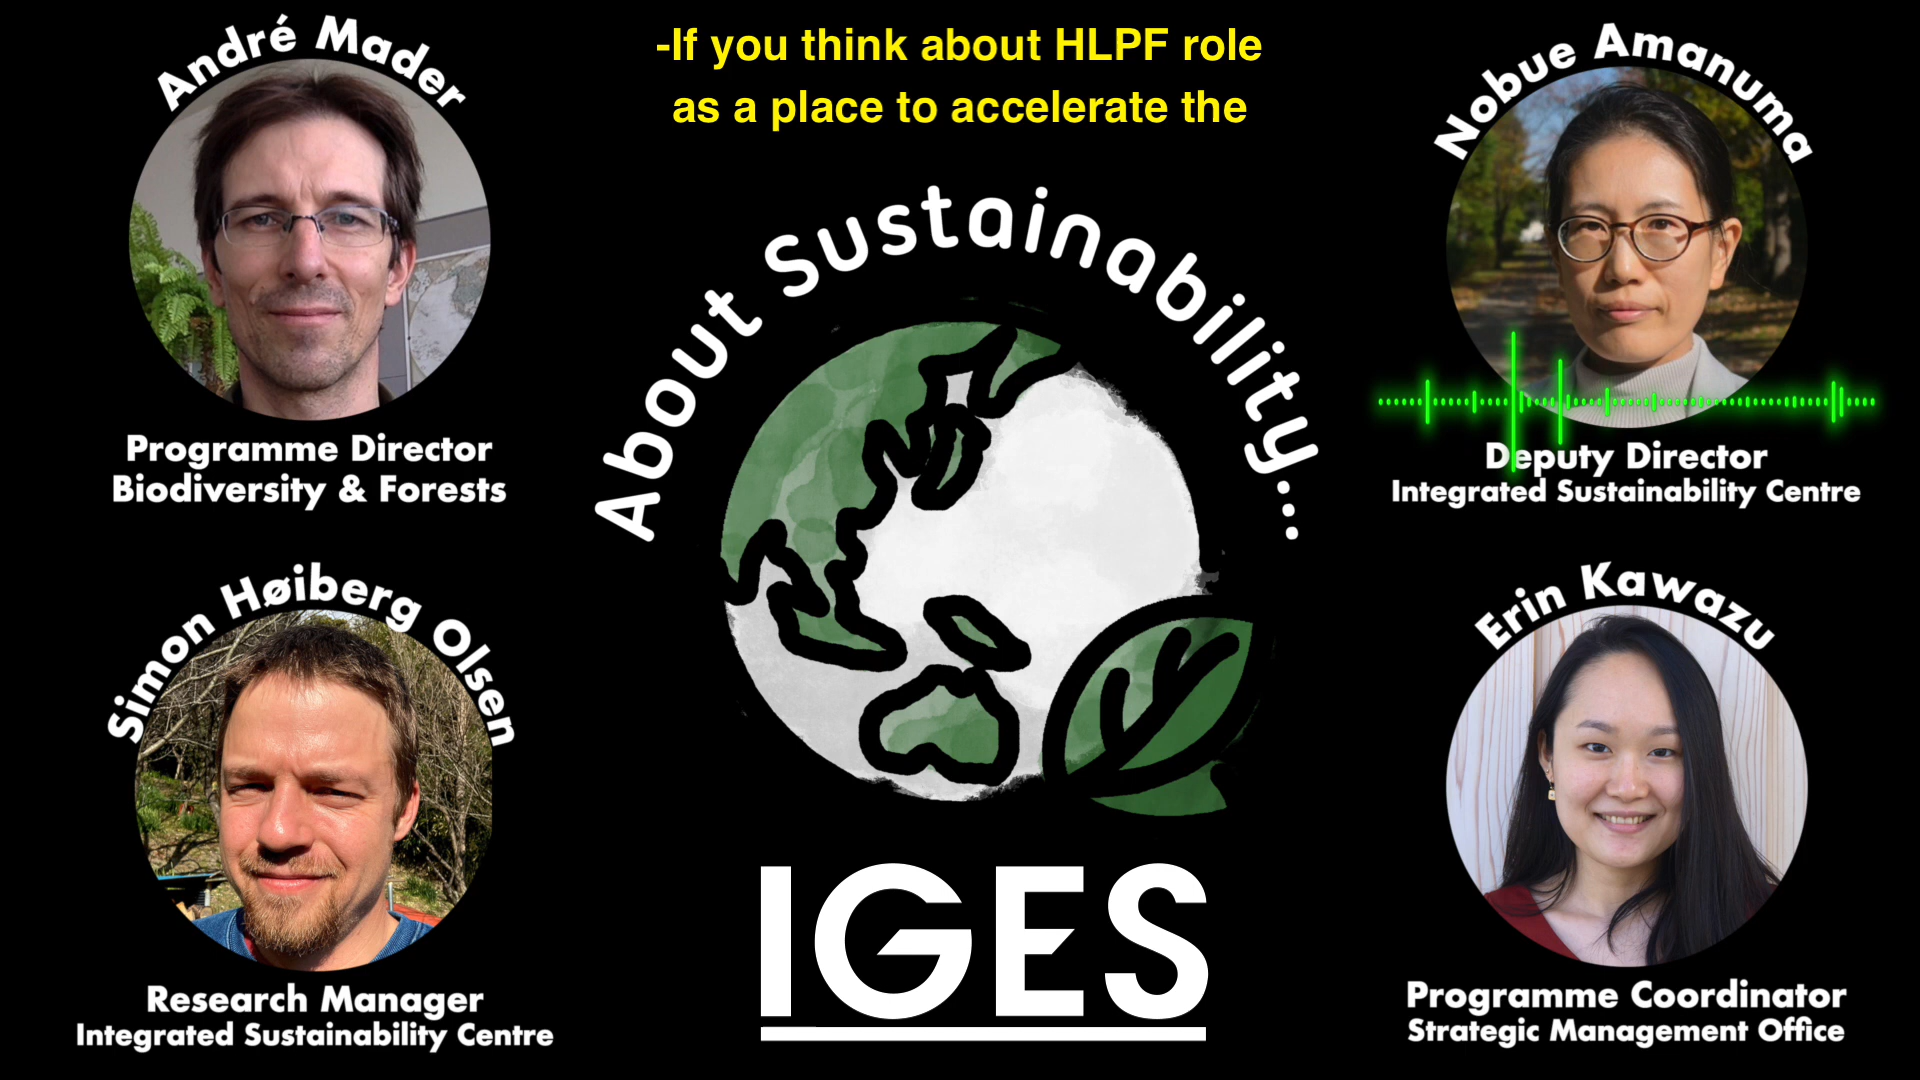 André Mader
Programme Director
Biodiversity & Forests
-If you think about HLPF role
as a place to accelerate the
Nobue Amanuma
Deputy Director
Integrated Sustainability Centre
About Sustainability...
Simon Høiberg Olsen
Research Manager
Integrated Sustainability Centre
IGES
Erin Kawazu
Programme Coordinator
Strategic Management Office